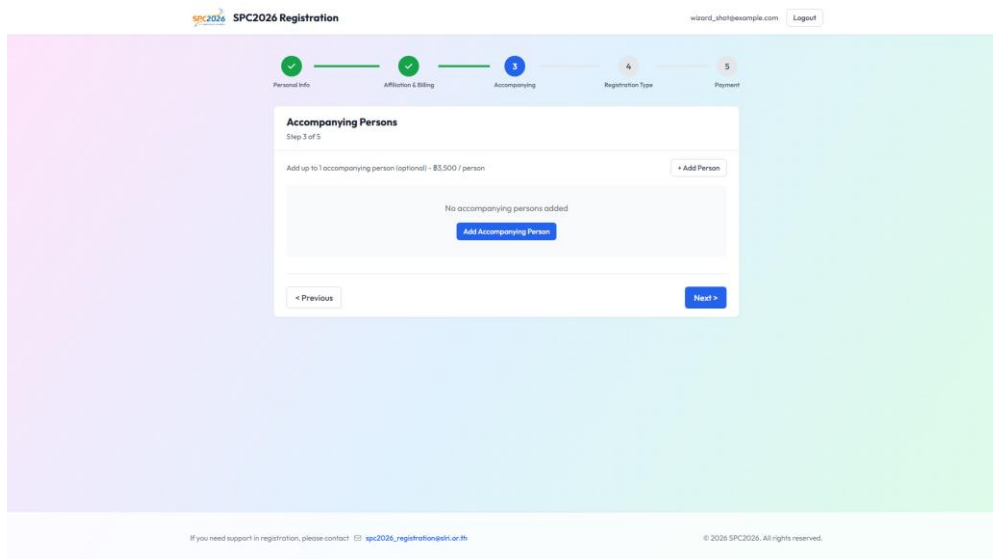 SPC2026 SPC2026 Registration
wizard_shot@example.com Logout
3 4 5
Personal Info Affiliation & Billing Accompanying Registration Type Payment
Accompanying Persons
Step 3 of 5
Add up to 1 accompanying person (optional) - ฿3,500 / person + Add Person
No accompanying persons added
Add Accompanying Person
< Previous Next >
If you need support in registration, please contact spc2026_registration@slri.or.th © 2026 SPC2026. All rights reserved.